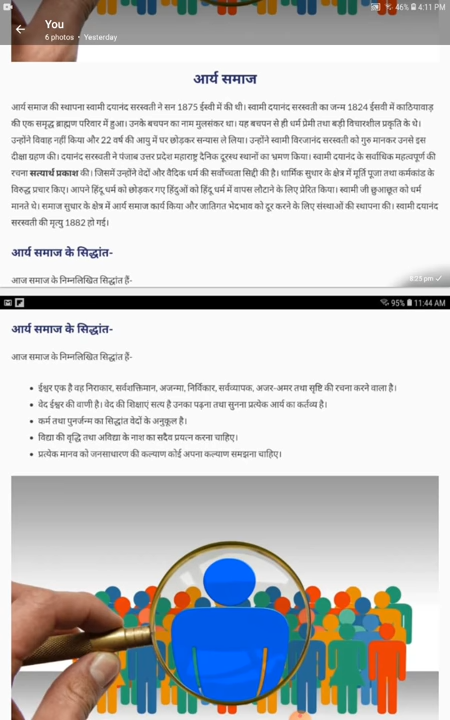 46% 4:11 PM
You
6 photos • Yesterday
आर्य समाज
आर्य समाज की स्थापना स्वामी दयानंद सरस्वती ने सन 1875 ईस्वी में की थी। स्वामी दयानंद सरस्वती का जन्म 1824 ईसवी में काठियावाड़
की एक समृद्ध ब्राह्मण परिवार में हुआ। उनके बचपन का नाम मुलसंकर था। यह बचपन से ही धर्म प्रेमी तथा बड़ी विचारशील प्रकृति के थे।
उन्होंने विवाह नहीं किया और 22 वर्ष की आयु में घर छोड़कर सन्यास ले लिया। उन्होंने स्वामी विरजानंद सरस्वती को गुरु मानकर उनसे इस
दीक्षा ग्रहण की। दयानंद सरस्वती ने पंजाब उत्तर प्रदेश महाराष्ट्र दैनिक दूरस्थ स्थानों का भ्रमण किया। स्वामी दयानंद के सर्वाधिक महत्वपूर्ण की
रचना सत्यार्थ प्रकाश की। जिसमें उन्होंने वेदों और वैदिक धर्म की सर्वोच्चता सिद्दी की है। धार्मिक सुधार के क्षेत्र में मूर्ति पूजा तथा कर्मकांड के
विरुद्ध प्रचार किए। आपने हिंदू धर्म को छोड़कर गए हिंदुओं को हिंदू धर्म में वापस लौटाने के लिए प्रेरित किया। स्वामी जी छुआछूत को धर्म
मानते थे। समाज सुधार के क्षेत्र में आर्य समाज कार्य किया और जातिगत भेदभाव को दूर करने के लिए संस्थाओं की स्थापना की। स्वामी दयानंद
सरस्वती की मृत्यु 1882 हो गई।
आर्य समाज के सिद्धांत-
आज समाज के निम्नलिखित सिद्धांत हैं-
8:25 pm
95% 11:44 AM
आर्य समाज के सिद्धांत-
आज समाज के निम्नलिखित सिद्धांत हैं-
• ईश्वर एक है वह निराकार, सर्वशक्तिमान, अजन्मा, निर्विकार, सर्वव्यापक, अजर-अमर तथा सृष्टि की रचना करने वाला है।
• वेद ईश्वर की वाणी है। वेद की शिक्षाएं सत्य है उनका पढ़ना तथा सुनना प्रत्येक आर्य का कर्तव्य है।
• कर्म तथा पुनर्जन्म का सिद्धांत वेदों के अनुकूल है।
• विद्या की वृद्धि तथा अविद्या के नाश का सदैव प्रयत्न करना चाहिए।
• प्रत्येक मानव को जनसाधारण की कल्याण कोई अपना कल्याण समझना चाहिए।